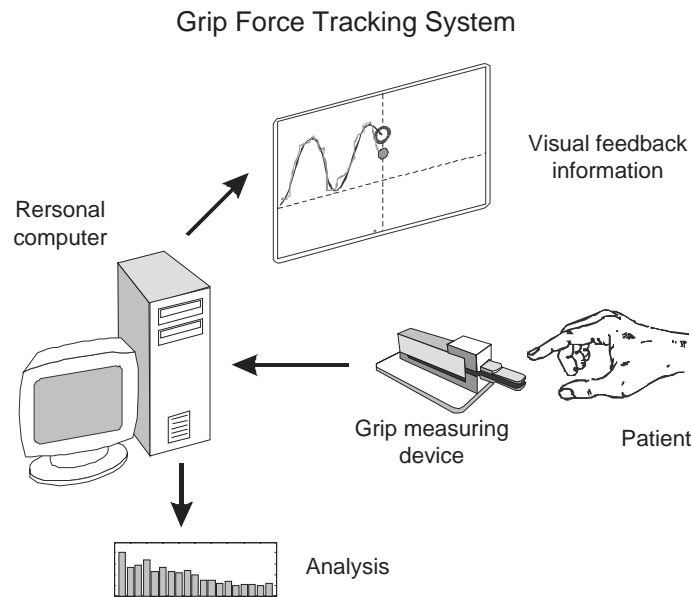 Grip Force Tracking System
Visual feedback
information
Rersonal
computer
Grip measuring
device
Patient
Analysis